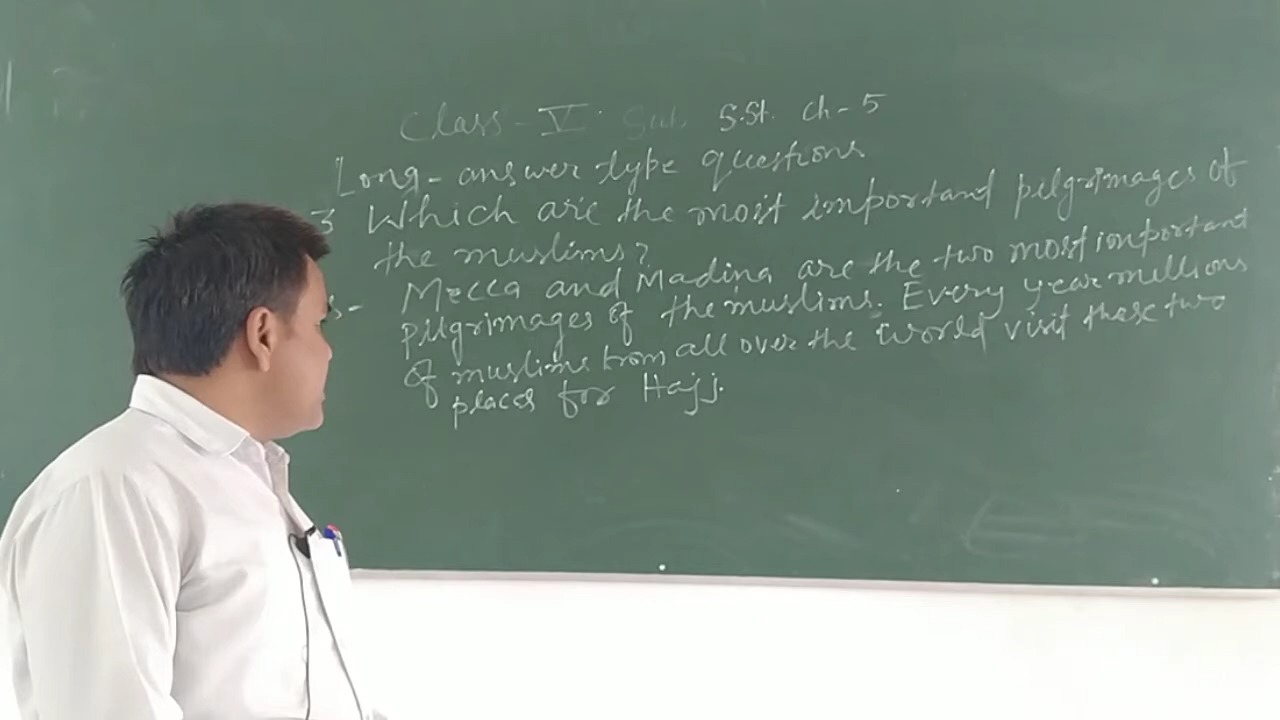 Class - V. Sub. S.St. ch - 5
Long - answer type questions
3 Which are the most important pilgrimages of
the muslims?
s - Mecca and Madina are the two most important
pilgrimages of the muslims. Every year millions
of muslims from all over the world visit these two
places for Hajj.